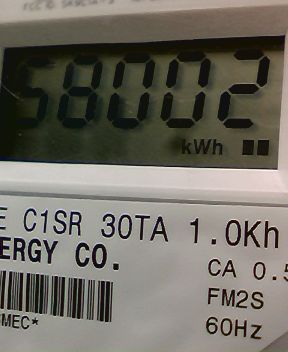 58002
kWh
E C1SR 30TA 1.0Kh
ERGY CO.
CA 0.5
FM2S
MEC*
60Hz